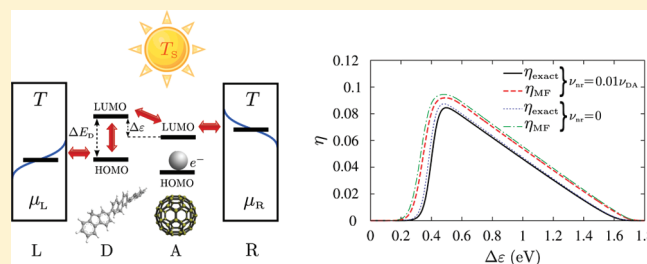 T_S
T
LUMO
ΔE_D
Δε
LUMO
HOMO
e⁻
HOMO
μ_L
T
μ_R
L
D
A
R
0.12
0.1
0.08
0.06
0.04
0.02
0
η
η_exact
η_MF
ν_nr=0.01ν_DA
η_exact
η_MF
ν_nr=0
0 0.2 0.4 0.6 0.8 1 1.2 1.4 1.6 1.8
Δε (eV)